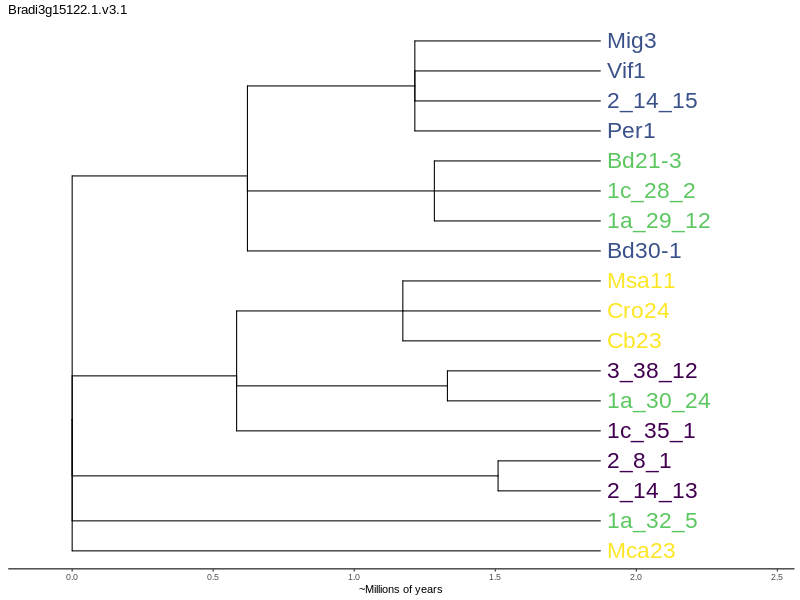 Bradi3g15122.1.v3.1
Mig3
Vif1
2_14_15
Per1
Bd21-3
1c_28_2
1a_29_12
Bd30-1
Msa11
Cro24
Cb23
3_38_12
1a_30_24
1c_35_1
2_8_1
2_14_13
1a_32_5
Mca23
0.0 0.5 1.0 1.5 2.0 2.5
~Millions of years